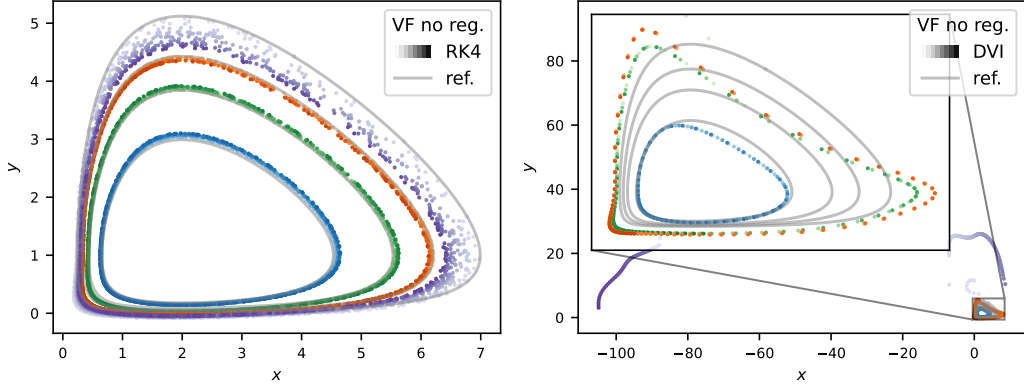 VF no reg.
RK4
ref.
y
5
4
3
2
1
0
0 1 2 3 4 5 6 7
x
VF no reg.
DVI
ref.
y
80
60
40
20
0
−100 −80 −60 −40 −20 0
x